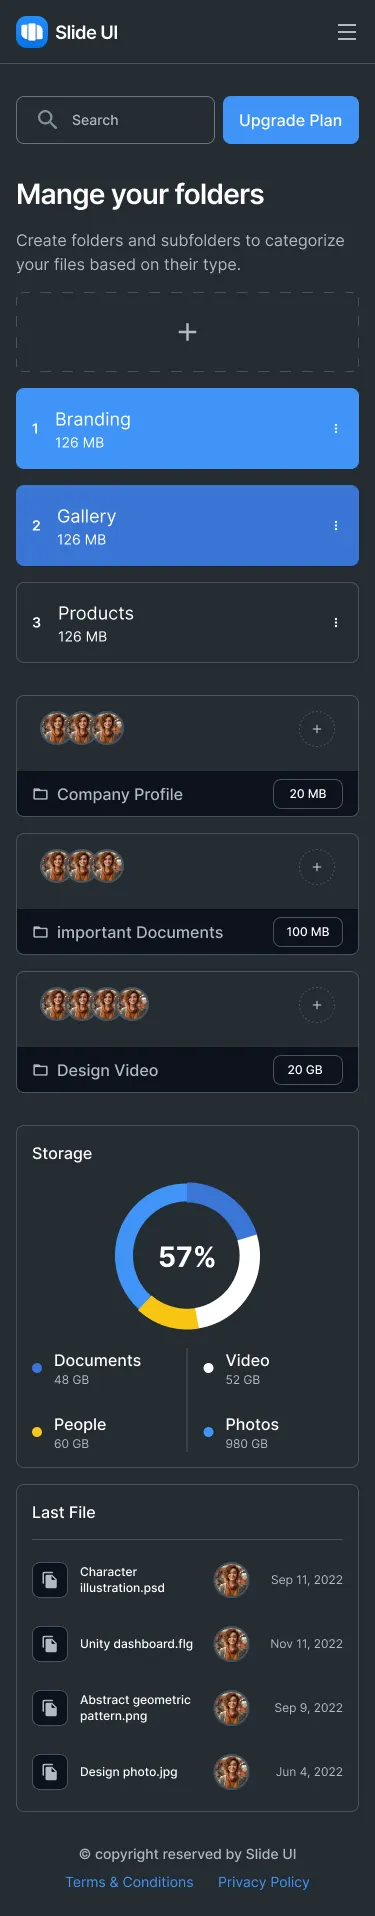 Slide UI
Search
Upgrade Plan
Mange your folders
Create folders and subfolders to categorize
your files based on their type.
+
1
Branding
126 MB
2
Gallery
126 MB
3
Products
126 MB
+
Company Profile
20 MB
+
important Documents
100 MB
+
Design Video
20 GB
Storage
57%
Documents
48 GB
Video
52 GB
People
60 GB
Photos
980 GB
Last File
Character
illustration.psd
Sep 11, 2022
Unity dashboard.flg
Nov 11, 2022
Abstract geometric
pattern.png
Sep 9, 2022
Design photo.jpg
Jun 4, 2022
© copyright reserved by Slide UI
Terms & Conditions
Privacy Policy